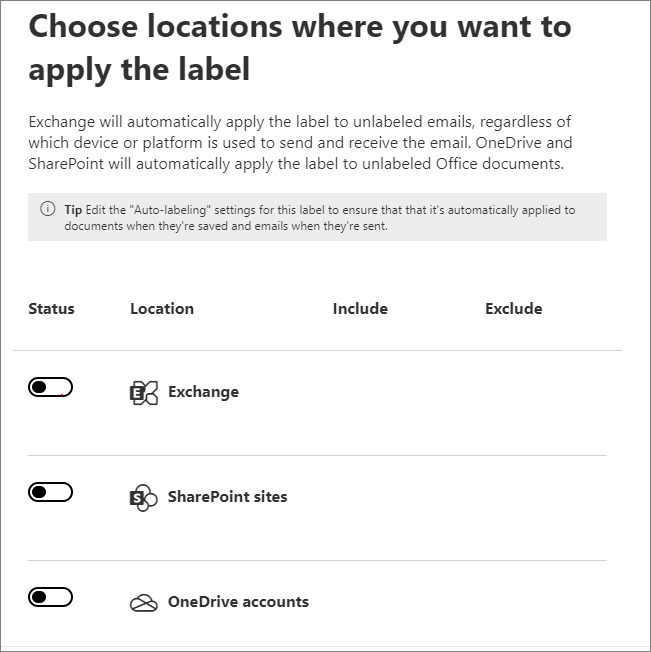 Choose locations where you want to
apply the label
Exchange will automatically apply the label to unlabeled emails, regardless of
which device or platform is used to send and receive the email. OneDrive and
SharePoint will automatically apply the label to unlabeled Office documents.
Tip Edit the "Auto-labeling" settings for this label to ensure that that it's automatically applied to
documents when they're saved and emails when they're sent.
Status Location Include Exclude
E Exchange
S SharePoint sites
OneDrive accounts